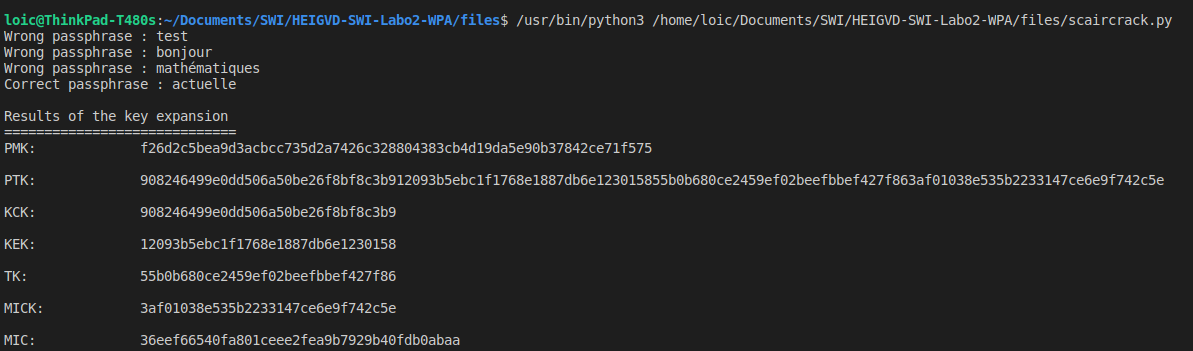 loic@ThinkPad-T480s:~/Documents/SWI/HEIGVD-SWI-Labo2-WPA/files$ /usr/bin/python3 /home/loic/Documents/SWI/HEIGVD-SWI-Labo2-WPA/files/scaircrack.py
Wrong passphrase : test
Wrong passphrase : bonjour
Wrong passphrase : mathématiques
Correct passphrase : actuelle
Results of the key expansion
=============================
PMK: f26d2c5bea9d3acbcc735d2a7426c328804383cb4d19da5e90b37842ce71f575
PTK: 908246499e0dd506a50be26f8bf8c3b912093b5ebc1f1768e1887db6e123015855b0b680ce2459ef02beefbbef427f863af01038e535b2233147ce6e9f742c5e
KCK: 908246499e0dd506a50be26f8bf8c3b9
KEK: 12093b5ebc1f1768e1887db6e1230158
TK: 55b0b680ce2459ef02beefbbef427f86
MICK: 3af01038e535b2233147ce6e9f742c5e
MIC: 36eef66540fa801ceee2fea9b7929b40fdb0abaa